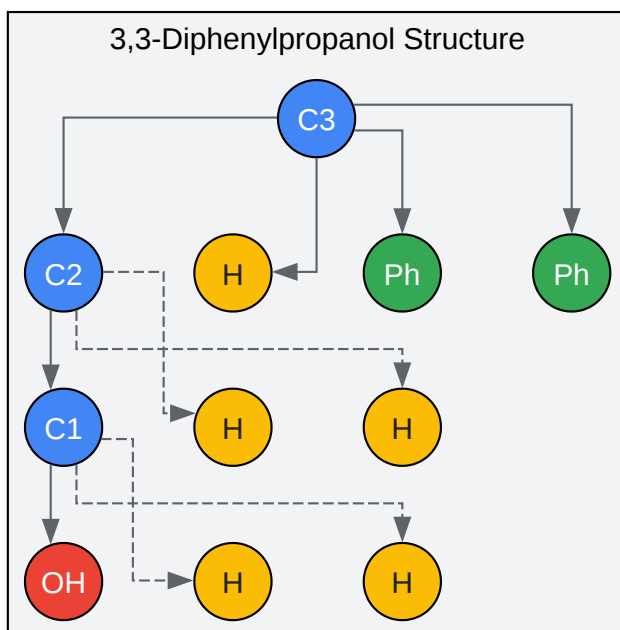 3,3-Diphenylpropanol Structure
C3
C2 H Ph Ph
C1 H H
OH H H